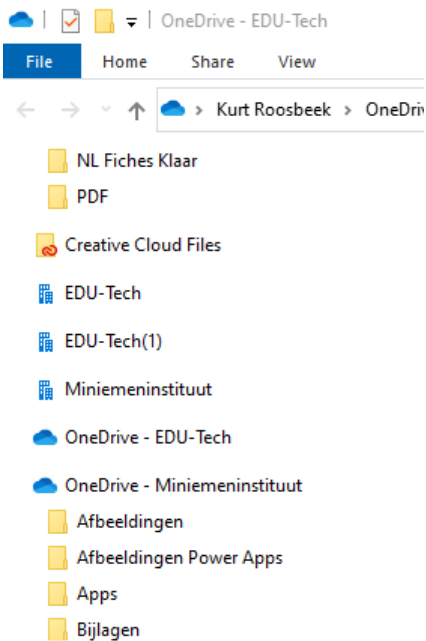 OneDrive - EDU-Tech
File Home Share View
Kurt Roosbeek > OneDriv
NL Fiches Klaar
PDF
Creative Cloud Files
EDU-Tech
EDU-Tech(1)
Miniemeninstituut
OneDrive - EDU-Tech
OneDrive - Miniemeninstituut
Afbeeldingen
Afbeeldingen Power Apps
Apps
Bijlagen